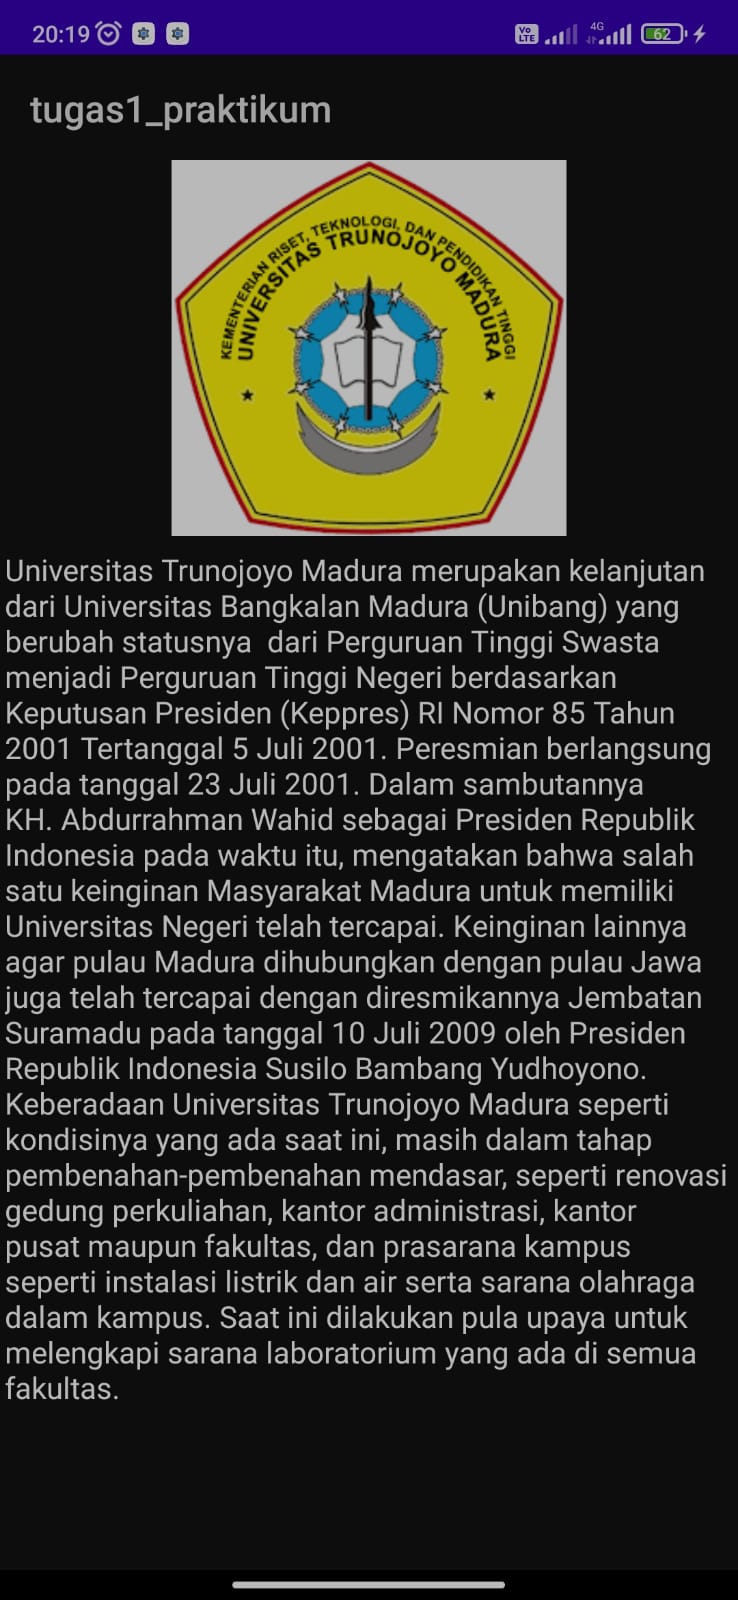 20:19
Vo
LTE
4G
62
tugas1_praktikum
KEMENTERIAN RISET, TEKNOLOGI, DAN PENDIDIKAN TINGGI
UNIVERSITAS TRUNOJOYO MADURA
Universitas Trunojoyo Madura merupakan kelanjutan
dari Universitas Bangkalan Madura (Unibang) yang
berubah statusnya  dari Perguruan Tinggi Swasta
menjadi Perguruan Tinggi Negeri berdasarkan
Keputusan Presiden (Keppres) RI Nomor 85 Tahun
2001 Tertanggal 5 Juli 2001. Peresmian berlangsung
pada tanggal 23 Juli 2001. Dalam sambutannya
KH. Abdurrahman Wahid sebagai Presiden Republik
Indonesia pada waktu itu, mengatakan bahwa salah
satu keinginan Masyarakat Madura untuk memiliki
Universitas Negeri telah tercapai. Keinginan lainnya
agar pulau Madura dihubungkan dengan pulau Jawa
juga telah tercapai dengan diresmikannya Jembatan
Suramadu pada tanggal 10 Juli 2009 oleh Presiden
Republik Indonesia Susilo Bambang Yudhoyono.
Keberadaan Universitas Trunojoyo Madura seperti
kondisinya yang ada saat ini, masih dalam tahap
pembenahan-pembenahan mendasar, seperti renovasi
gedung perkuliahan, kantor administrasi, kantor
pusat maupun fakultas, dan prasarana kampus
seperti instalasi listrik dan air serta sarana olahraga
dalam kampus. Saat ini dilakukan pula upaya untuk
melengkapi sarana laboratorium yang ada di semua
fakultas.